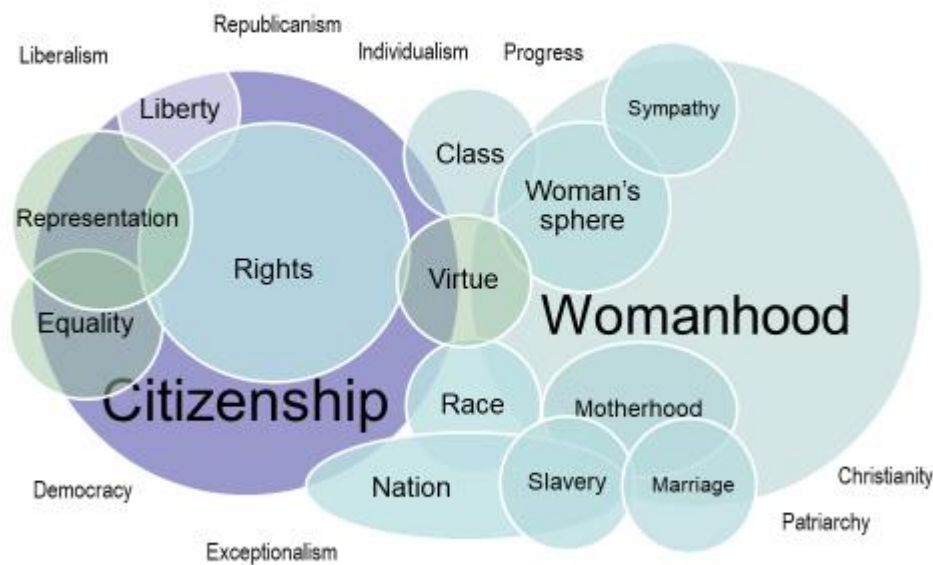 Republicanism
Liberalism
Individualism
Progress
Liberty
Sympathy
Class
Woman's
sphere
Representation
Rights
Virtue
Equality
Womanhood
Citizenship
Race
Motherhood
Nation
Slavery
Marriage
Democracy
Christianity
Patriarchy
Exceptionalism